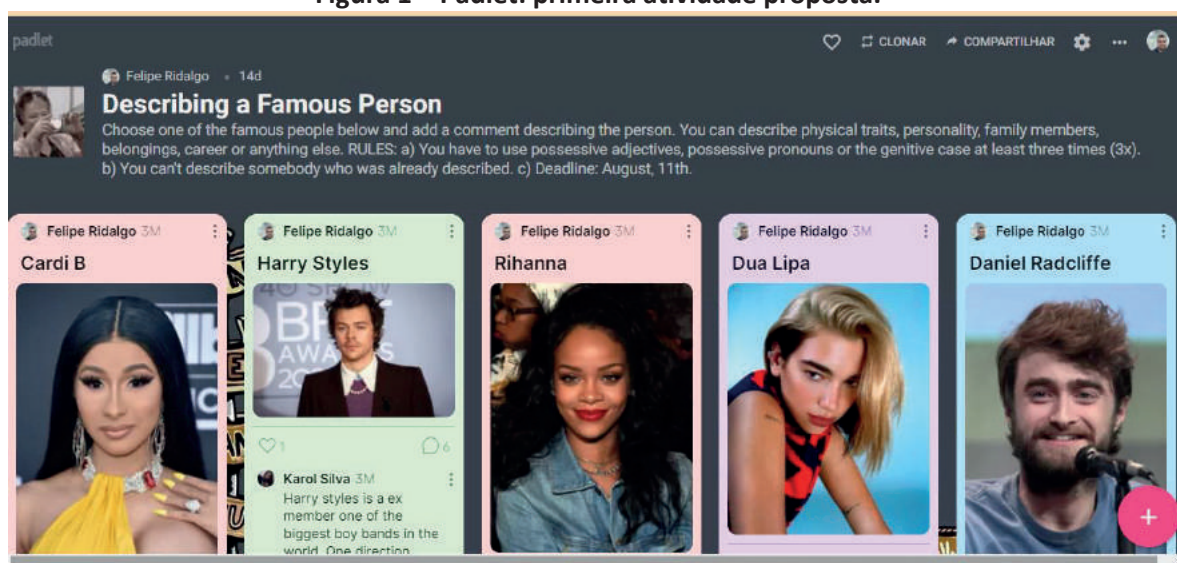 Figura 1 – Padlet: primeira atividade proposta.
padlet
CLONAR
COMPARTILHAR
Felipe Ridalgo • 14d
Describing a Famous Person
Choose one of the famous people below and add a comment describing the person. You can describe physical traits, personality, family members,
belongings, career or anything else. RULES: a) You have to use possessive adjectives, possessive pronouns or the genitive case at least three times (3x).
b) You can't describe somebody who was already described. c) Deadline: August, 11th.
Felipe Ridalgo 3M
Cardi B
Felipe Ridalgo 3M
Harry Styles
BR
AWARDS
1
6
Karol Silva 3M
Harry styles is a ex
member one of the
biggest boy bands in the
world. One direction
Felipe Ridalgo 3M
Rihanna
Felipe Ridalgo 3M
Dua Lipa
Felipe Ridalgo 3M
Daniel Radcliffe